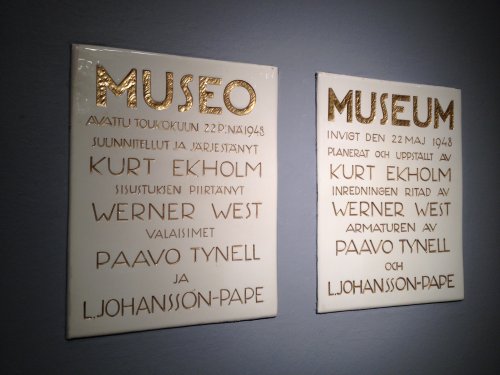 MUSEO
AVATTU TOUKOKUUN 22 P:NÄ 1948
SUUNNITELLUT JA JÄRJESTÄNYT
KURT EKHOLM
SISUSTUKSEN PIIRTÄNYT
WERNER WEST
VALAISIMET
PAAVO TYNELL
JA
L.JOHANSSON-PAPE
MUSEUM
INVIGT DEN 22 MAJ 1948
PLANERAT OCH UPPSTÄLLT AV
KURT EKHOLM
INREDNINGEN RITAD AV
WERNER WEST
ARMATUREN AV
PAAVO TYNELL
OCH
L.JOHANSSON-PAPE